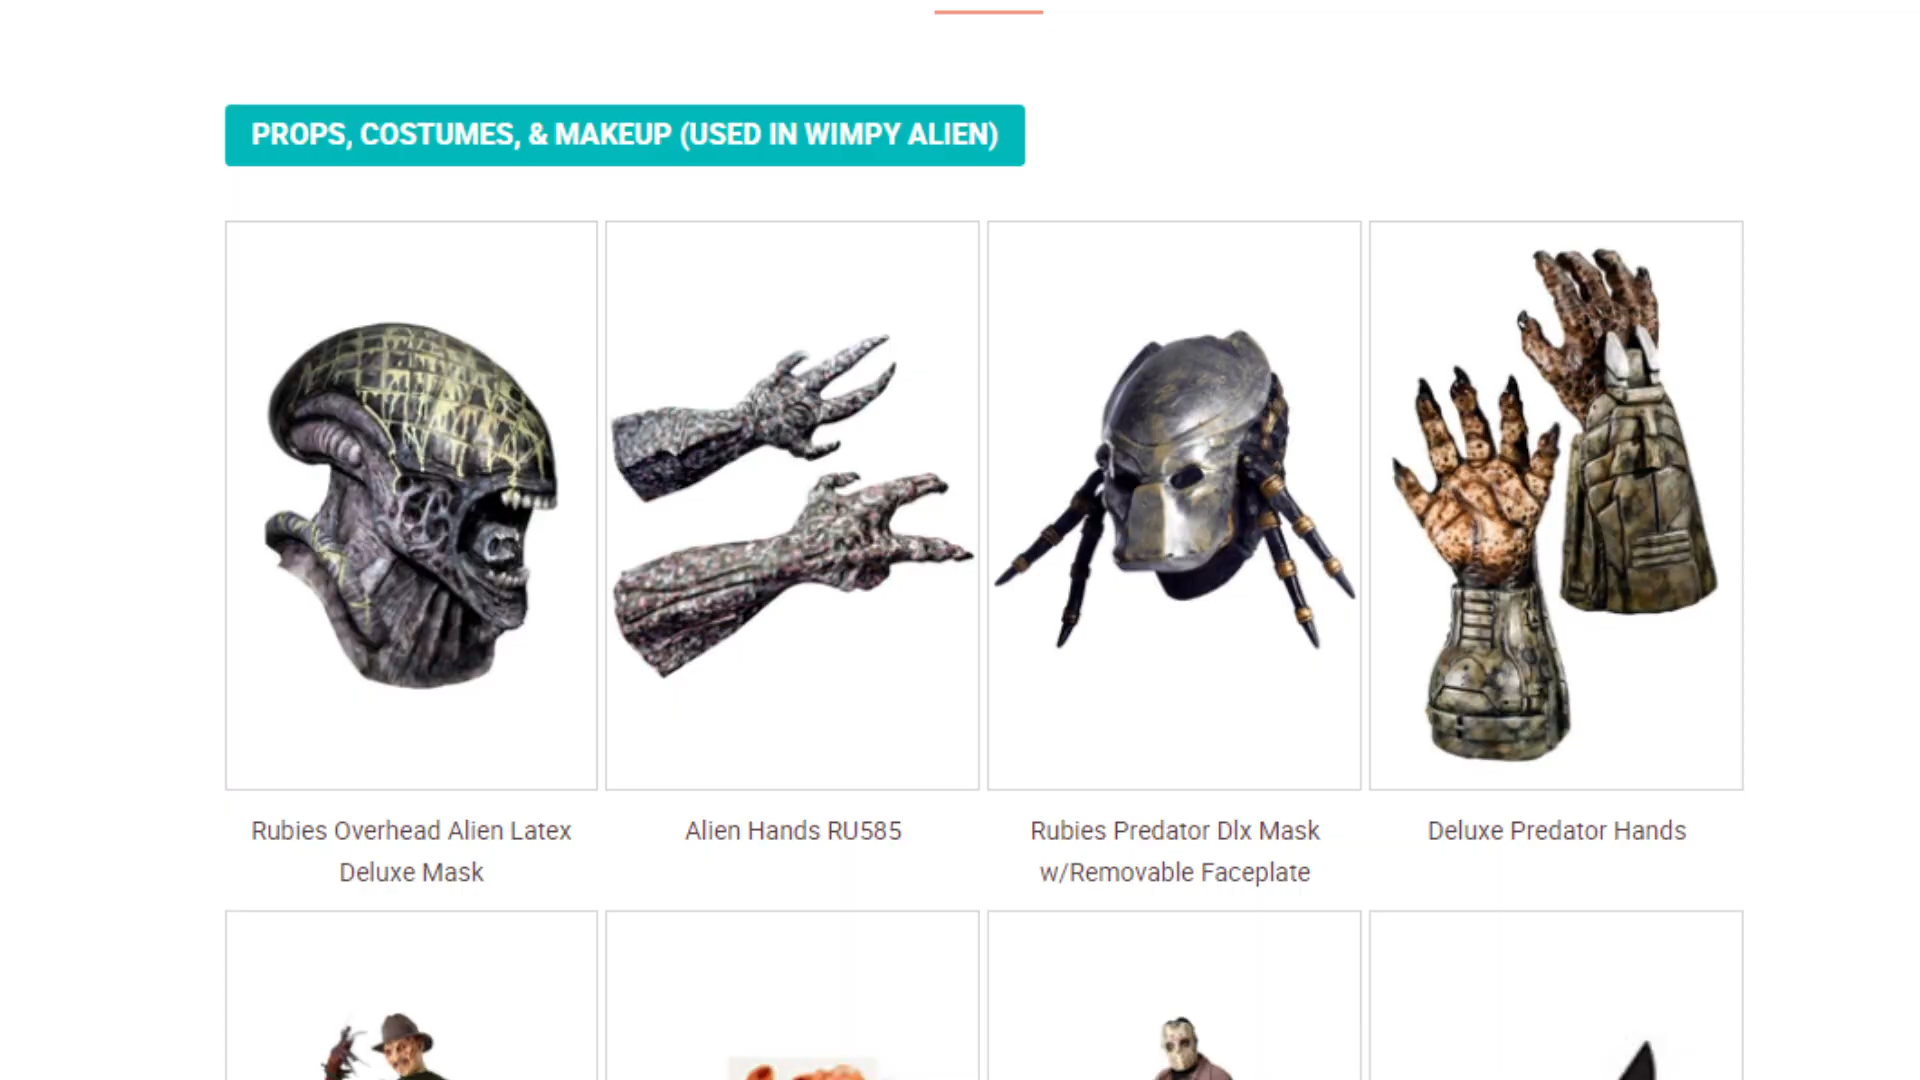 PROPS, COSTUMES, & MAKEUP (USED IN WIMPY ALIEN)
Rubies Overhead Alien Latex
Deluxe Mask
Alien Hands RU585
Rubies Predator Dlx Mask
w/Removable Faceplate
Deluxe Predator Hands